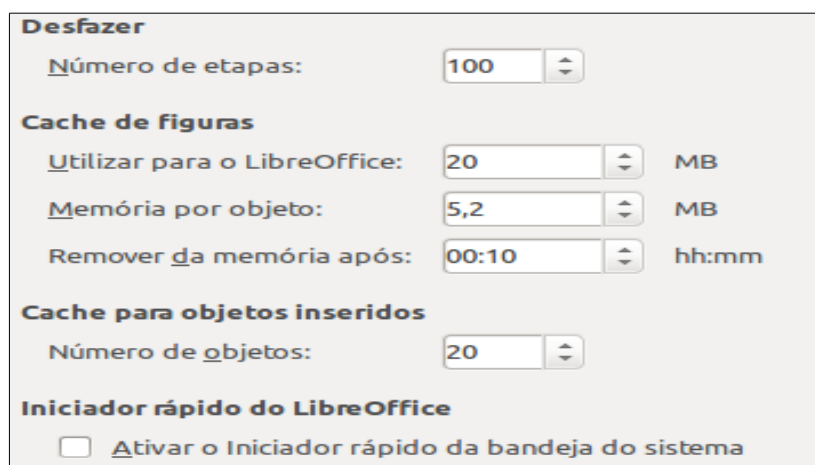 Desfazer
Número de etapas: 100
Cache de figuras
Utilizar para o LibreOffice: 20 MB
Memória por objeto: 5,2 MB
Remover da memória após: 00:10 hh:mm
Cache para objetos inseridos
Número de objetos: 20
Iniciador rápido do LibreOffice
Ativar o Iniciador rápido da bandeja do sistema